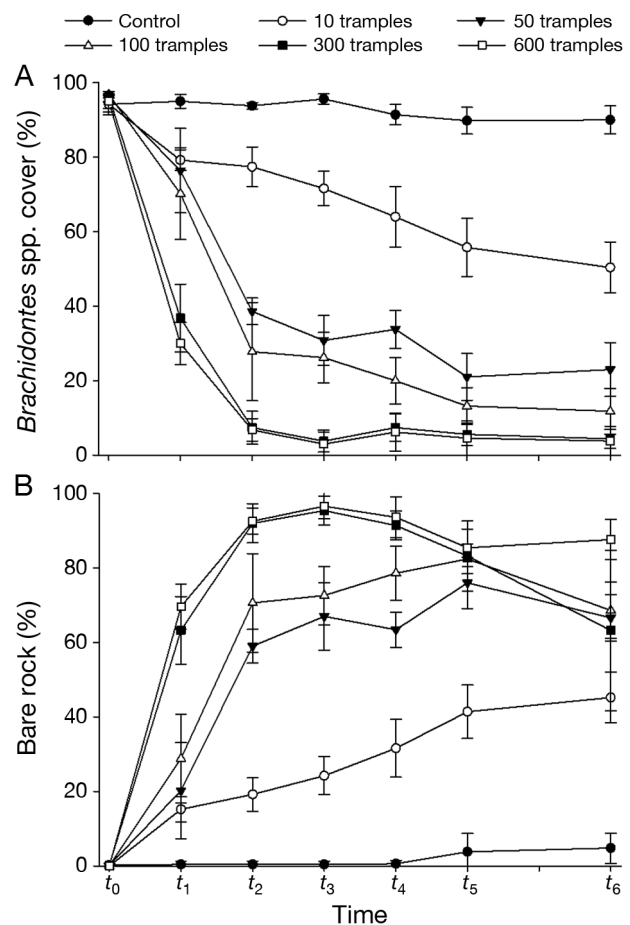 Control 10 tramples 50 tramples
100 tramples 300 tramples 600 tramples
A
Brachidontes spp. cover (%)
100
80
60
40
20
0
B
Bare rock (%)
100
80
60
40
20
0
t0 t1 t2 t3 t4 t5 t6
Time